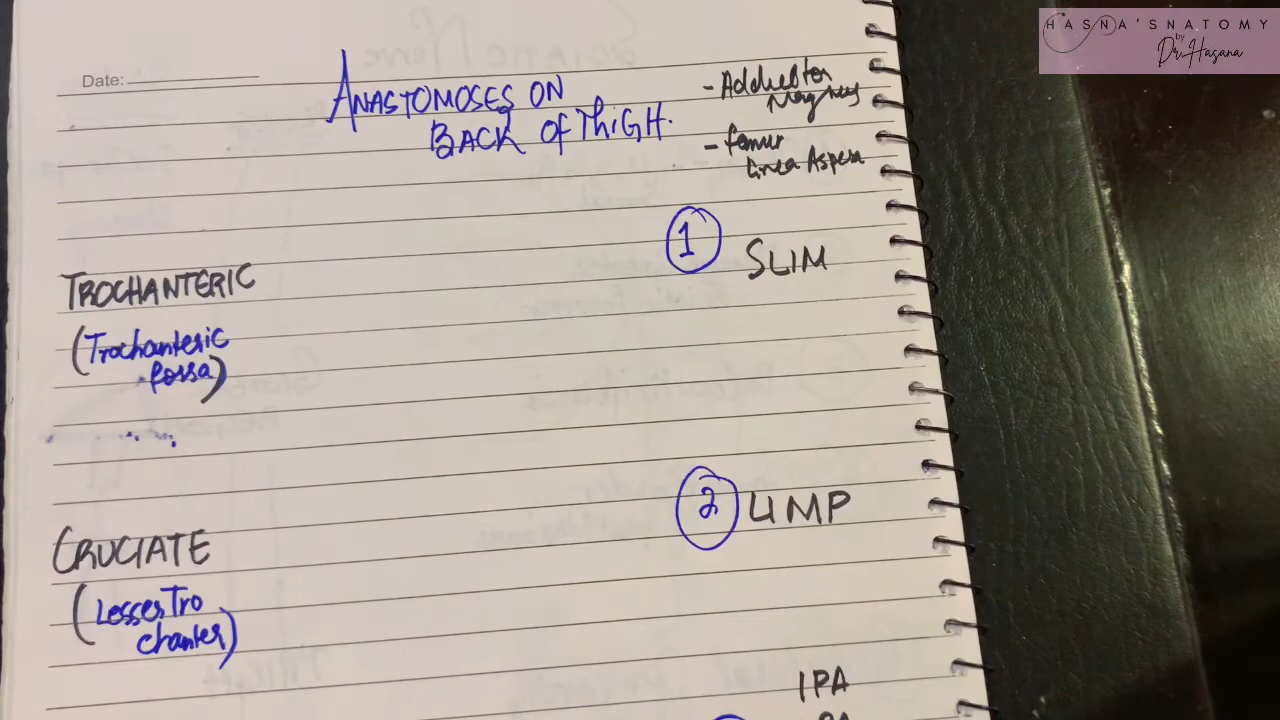 HASNA'SNATOMY
by
Dr. Hasana
Date:
ANASTOMOSES ON
BACK OF THIGH.
- Adductor
Magnus
- femur
Linea Aspera
1 SLIM
TROCHANTERIC
(Trochanteric
fossa)
2 UMP
CRUCIATE
(Lesser Tro
chanter)
IPA